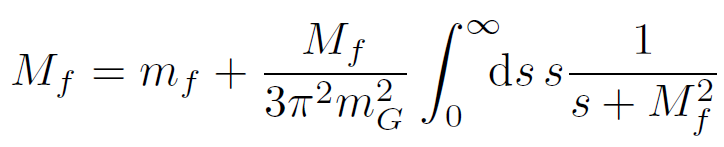 M_f = m_f + \frac{M_f}{3\pi^2 m_G^2} \int_0^\infty \mathrm{d}s\, s \frac{1}{s + M_f^2}